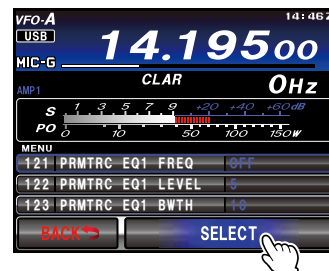 VFO-A 14:46Z
USB 14.19500
MIC-G
CLAR 0Hz
AMP1
S 1 3 5 7 9 +20 +40 +60dB
PO 0 10 50 100 150W
MENU
121 PRMTRC EQ1 FREQ OFF
122 PRMTRC EQ1 LEVEL 5
123 PRMTRC EQ1 BWTH 10
BACK SELECT